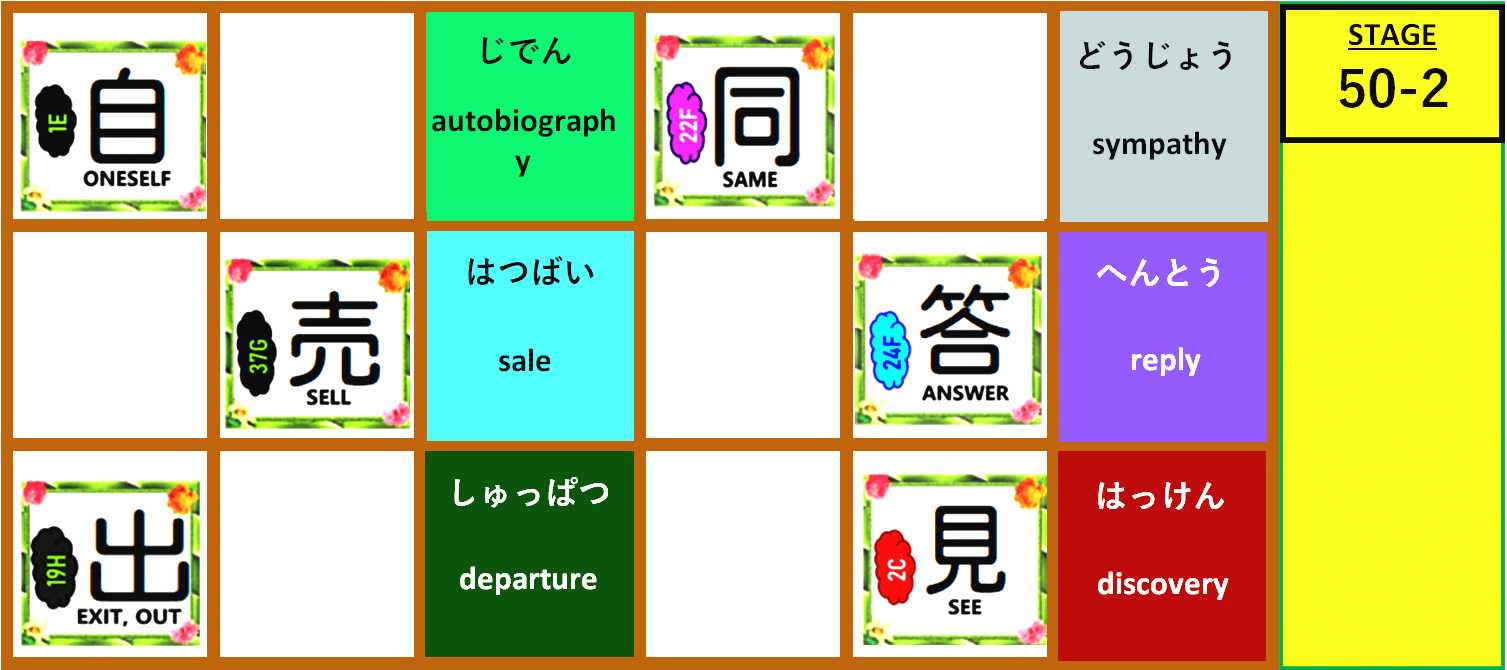 1E
自
ONESELF
じでん
autobiograph
y
22F
同
SAME
どうじょう
sympathy
STAGE
50-2
37G
売
SELL
はつばい
sale
24F
答
ANSWER
へんとう
reply
19H
出
EXIT, OUT
しゅっぱつ
departure
2C
見
SEE
はっけん
discovery